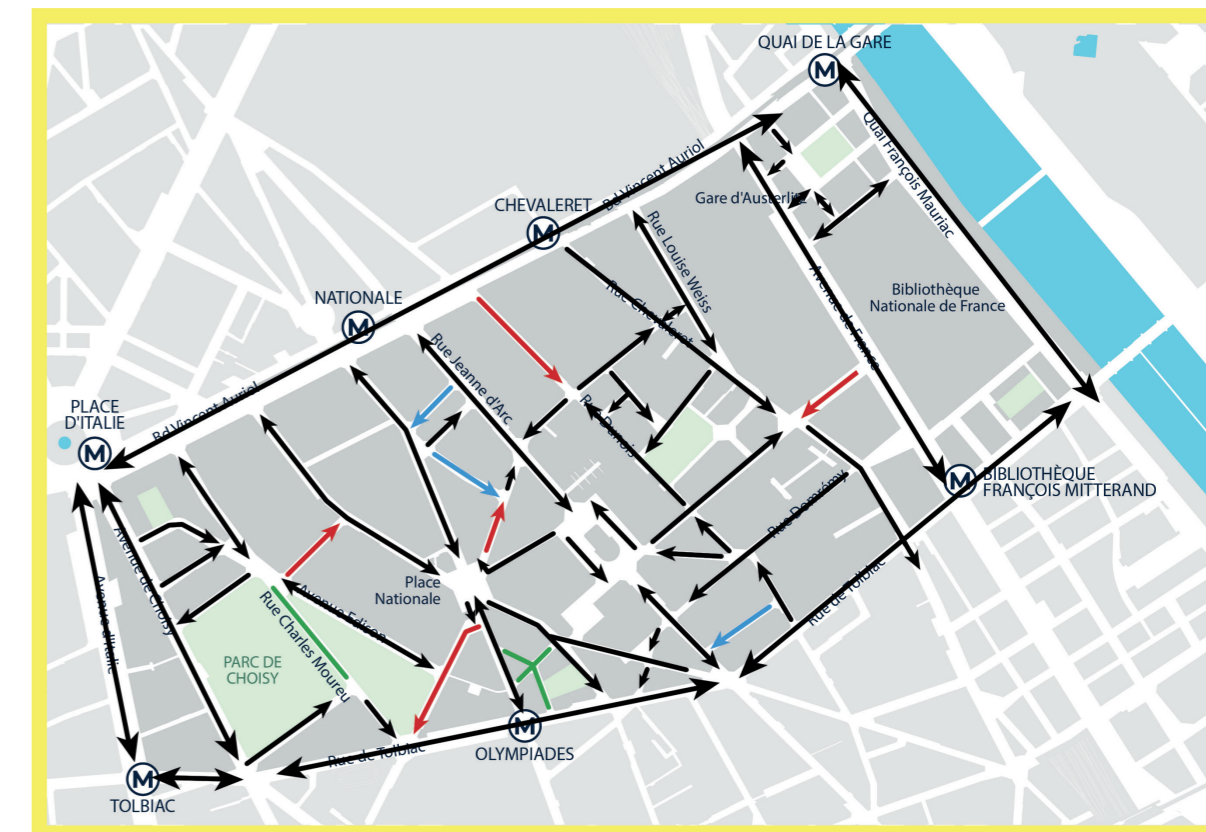 QUAI DE LA GARE
M
Quai François Mauriac
Bd Vincent Auriol
Gare d'Austerlitz
CHEVALERET
M
Rue Louise Weiss
Avenue de France
Bibliothèque
Nationale de France
NATIONALE
M
Rue Chevaleret
Rue Jeanne d'Arc
Bd Vincent Auriol
PLACE
D'ITALIE
M
Rue Dunois
M
BIBLIOTHÈQUE
FRANÇOIS MITTERAND
Rue Domrémy
Avenue de Choisy
Avenue d'Italie
Place
Nationale
Avenue Edison
Rue Charles Moureu
Rue de Tolbiac
PARC DE
CHOISY
M
OLYMPIADES
Rue de Tolbiac
M
TOLBIAC